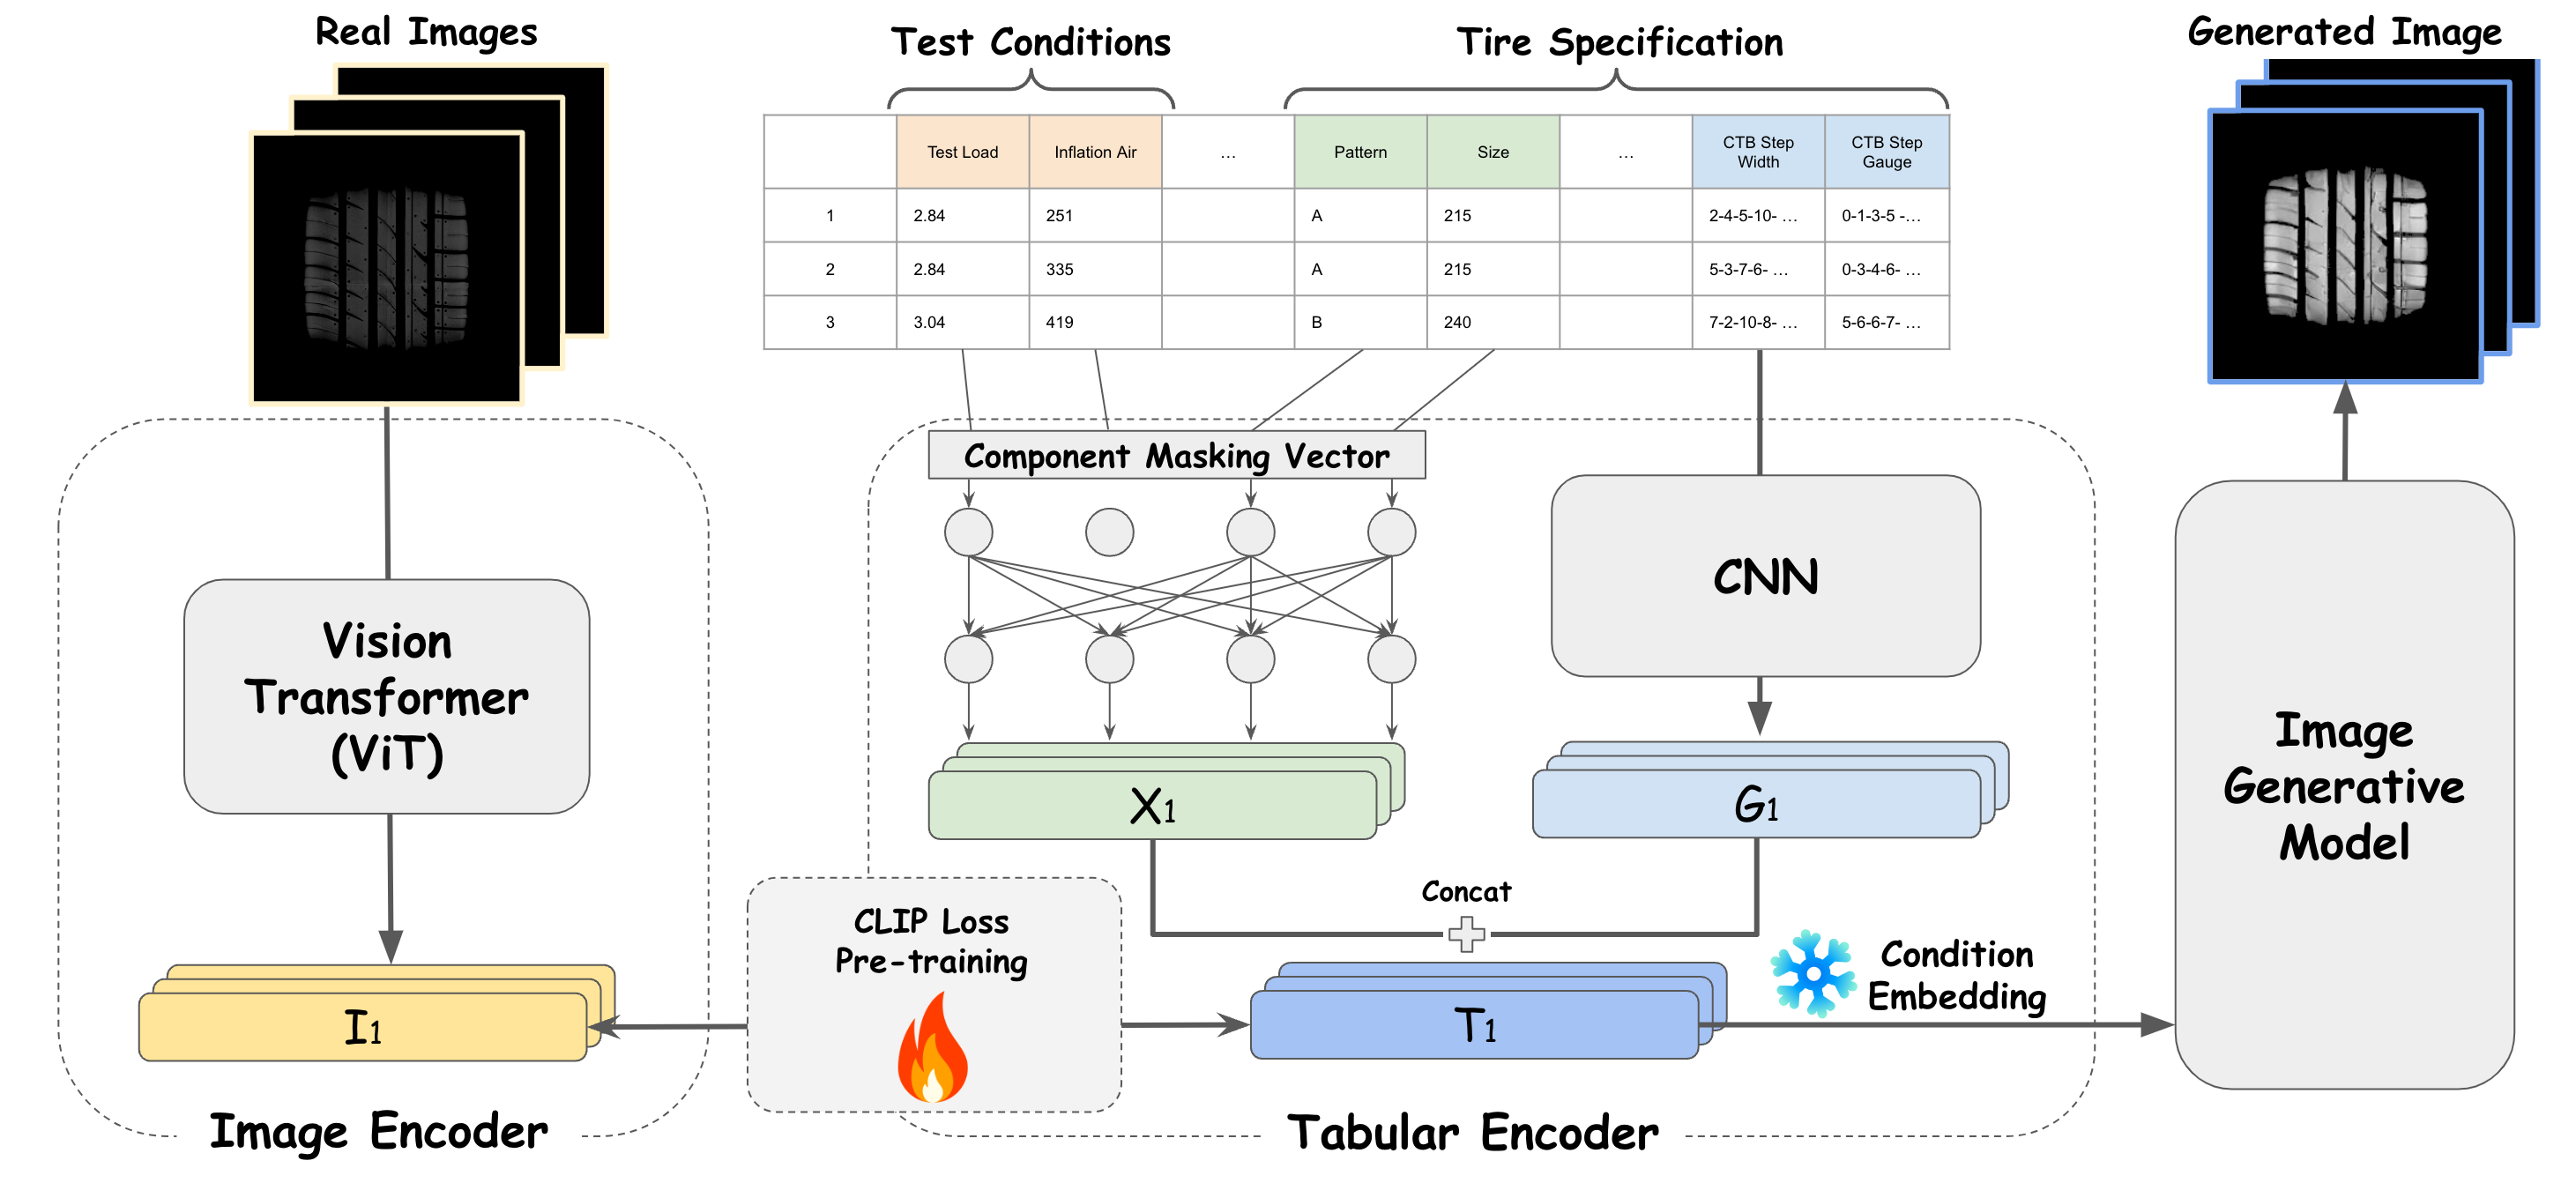 Real Images
Test Conditions
Tire Specification
Generated Image
Test Load
Inflation Air
...
Pattern
Size
...
CTB Step
Width
CTB Step
Gauge
1
2.84
251
A
215
2-4-5-10- ...
0-1-3-5 -...
2
2.84
335
A
215
5-3-7-6- ...
0-3-4-6- ...
3
3.04
419
B
240
7-2-10-8- ...
5-6-6-7- ...
Component Masking Vector
CNN
Vision
Transformer
(ViT)
Image
Generative
Model
X1
G1
Concat
CLIP Loss
Pre-training
Condition
Embedding
I1
T1
Image Encoder
Tabular Encoder